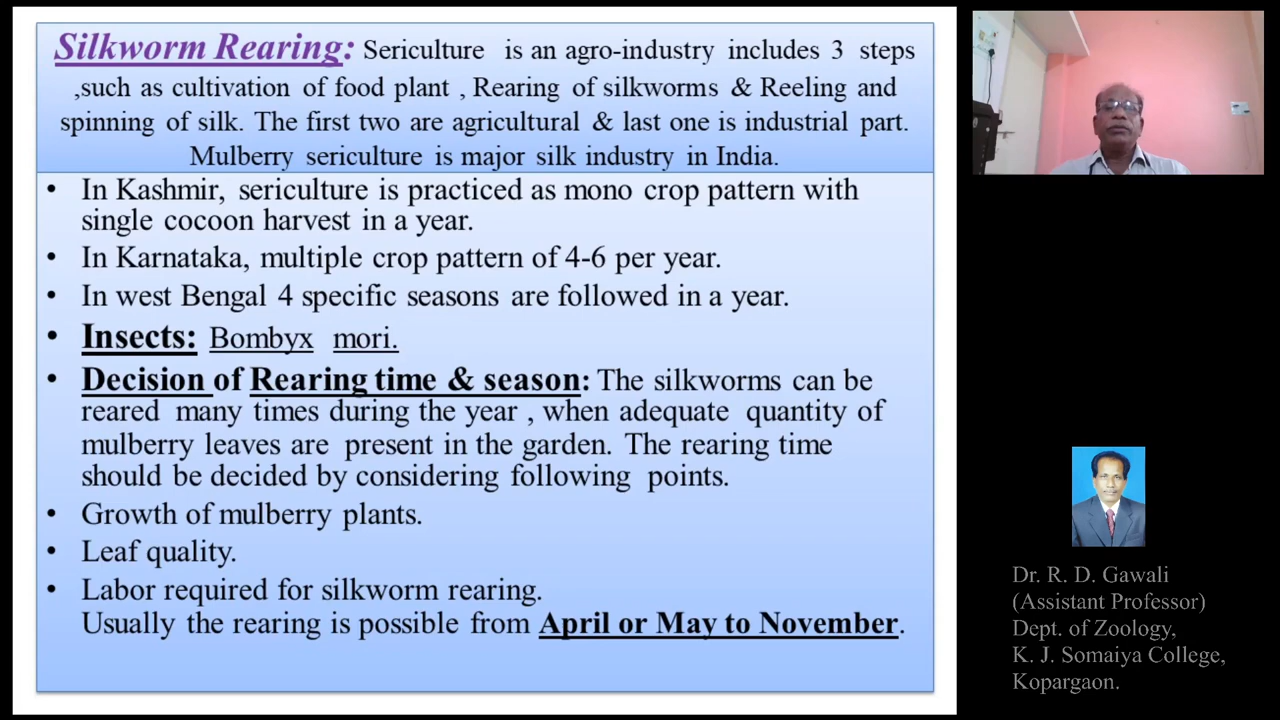 Silkworm Rearing: Sericulture is an agro-industry includes 3 steps
,such as cultivation of food plant , Rearing of silkworms & Reeling and
spinning of silk. The first two are agricultural & last one is industrial part.
Mulberry sericulture is major silk industry in India.
• In Kashmir, sericulture is practiced as mono crop pattern with
single cocoon harvest in a year.
• In Karnataka, multiple crop pattern of 4-6 per year.
• In west Bengal 4 specific seasons are followed in a year.
• Insects: Bombyx mori.
• Decision of Rearing time & season: The silkworms can be
reared many times during the year , when adequate quantity of
mulberry leaves are present in the garden. The rearing time
should be decided by considering following points.
• Growth of mulberry plants.
• Leaf quality.
• Labor required for silkworm rearing.
Usually the rearing is possible from April or May to November.
Dr. R. D. Gawali
(Assistant Professor)
Dept. of Zoology,
K. J. Somaiya College,
Kopargaon.